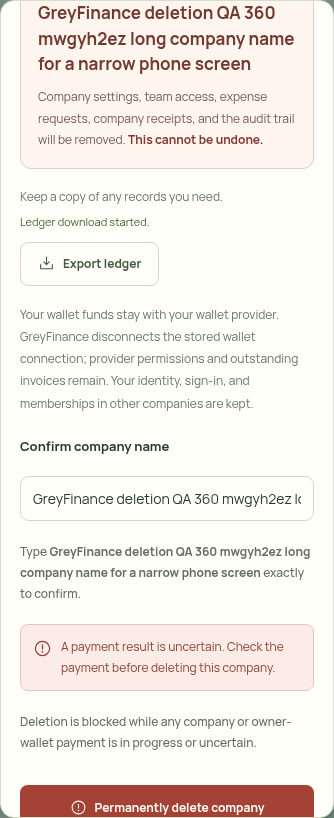 GreyFinance deletion QA 360
mwgyh2ez long company name
for a narrow phone screen
Company settings, team access, expense
requests, company receipts, and the audit trail
will be removed. This cannot be undone.
Keep a copy of any records you need.
Ledger download started.
Export ledger
Your wallet funds stay with your wallet provider.
GreyFinance disconnects the stored wallet
connection; provider permissions and outstanding
invoices remain. Your identity, sign-in, and
memberships in other companies are kept.
Confirm company name
GreyFinance deletion QA 360 mwgyh2ez lo
Type GreyFinance deletion QA 360 mwgyh2ez long
company name for a narrow phone screen exactly
to confirm.
A payment result is uncertain. Check the
payment before deleting this company.
Deletion is blocked while any company or owner-
wallet payment is in progress or uncertain.
Permanently delete company